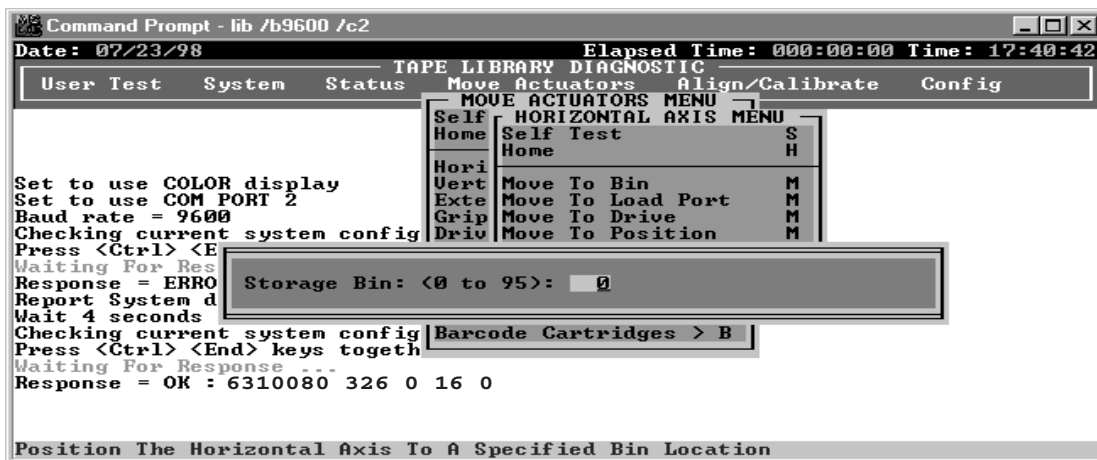 Command Prompt - lib /b9600 /c2
Date: 07/23/98 Elapsed Time: 000:00:00 Time: 17:40:42
TAPE LIBRARY DIAGNOSTIC
User Test System Status Move Actuators Align/Calibrate Config
MOVE ACTUATORS MENU
Self
HORIZONTAL AXIS MENU
Home
Self Test S
Home H
Hori
Vert
Move To Bin M
Exte
Move To Load Port M
Grip
Move To Drive M
Driv
Move To Position M
Set to use COLOR display
Set to use COM PORT 2
Baud rate = 9600
Checking current system config
Press <Ctrl> <E
Waiting For Res
Response = ERRO
Report System d
Wait 4 seconds
Storage Bin: <0 to 95>: 0
Checking current system config
Barcode Cartridges > B
Press <Ctrl> <End> keys togeth
Waiting For Response ...
Response = OK : 6310080 326 0 16 0
Position The Horizontal Axis To A Specified Bin Location